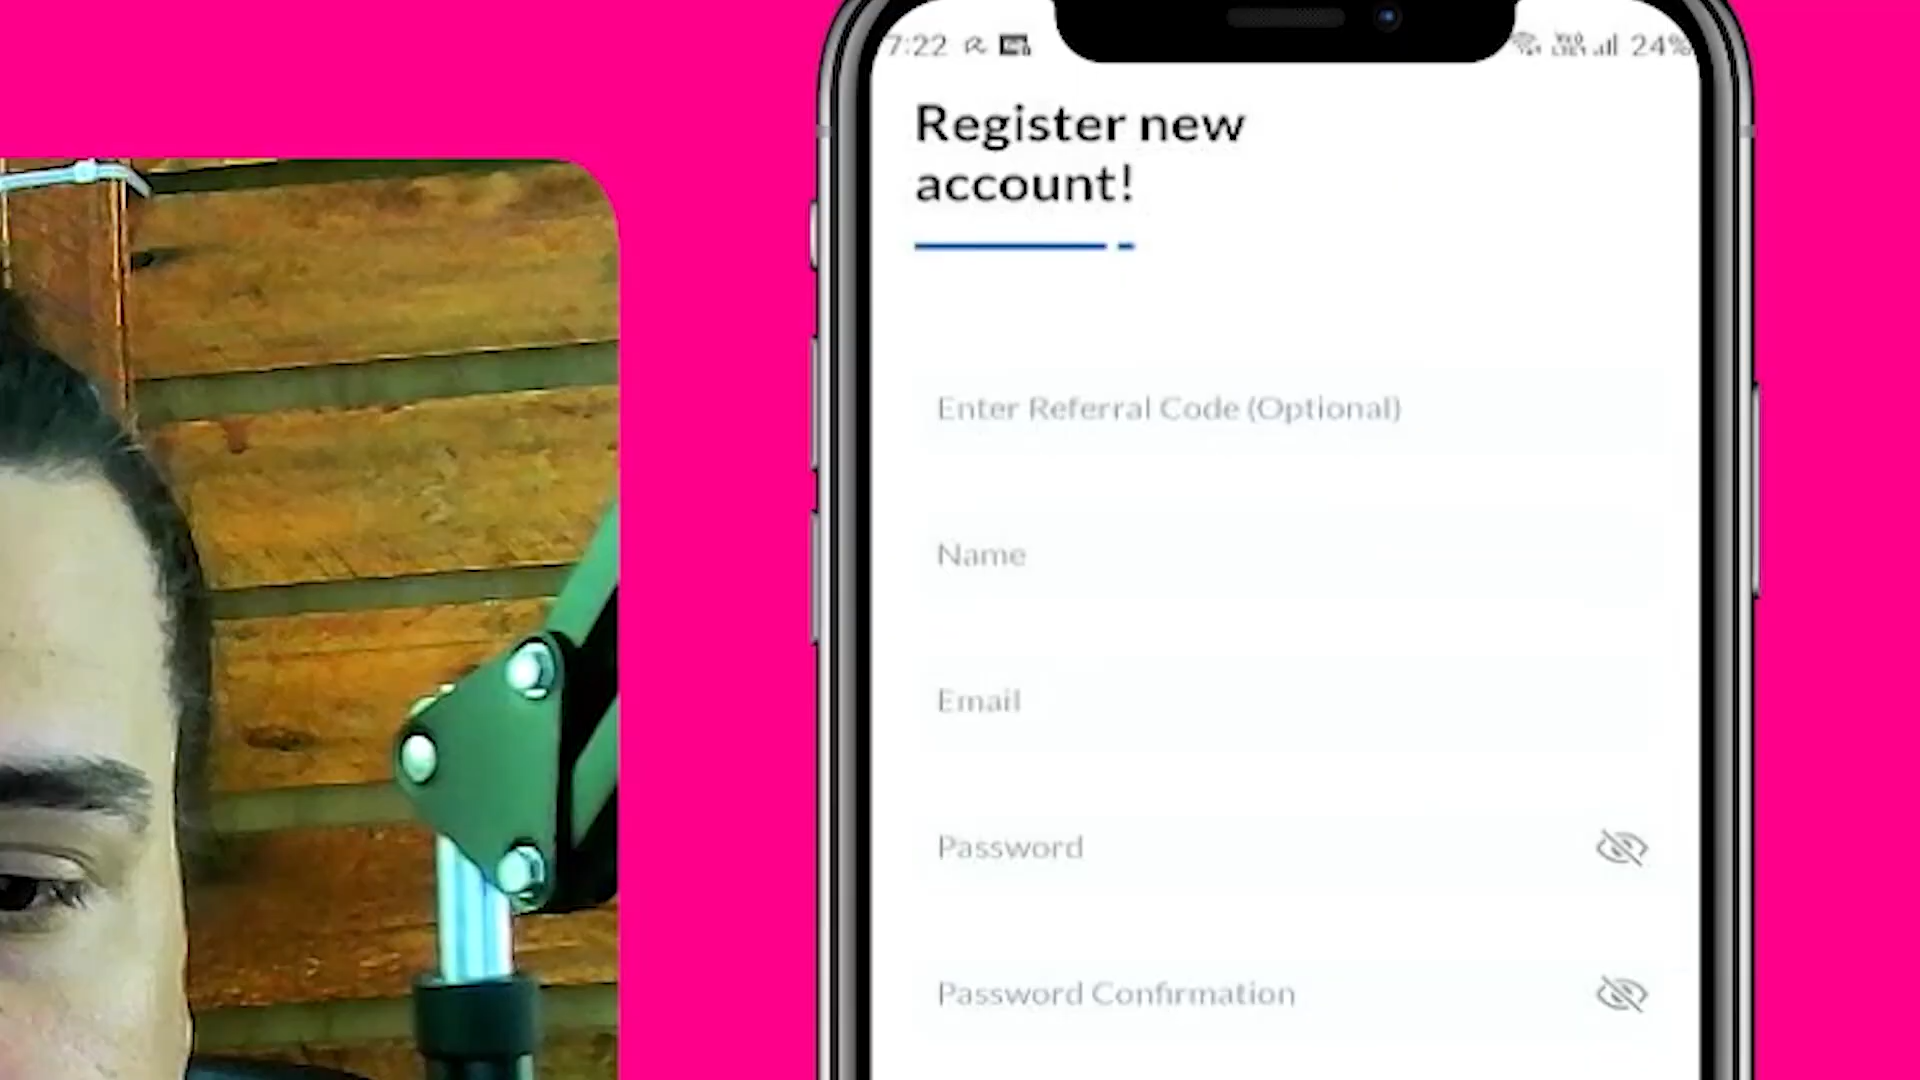 7:22
24%
Register new
account!
Enter Referral Code (Optional)
Name
Email
Password
Password Confirmation